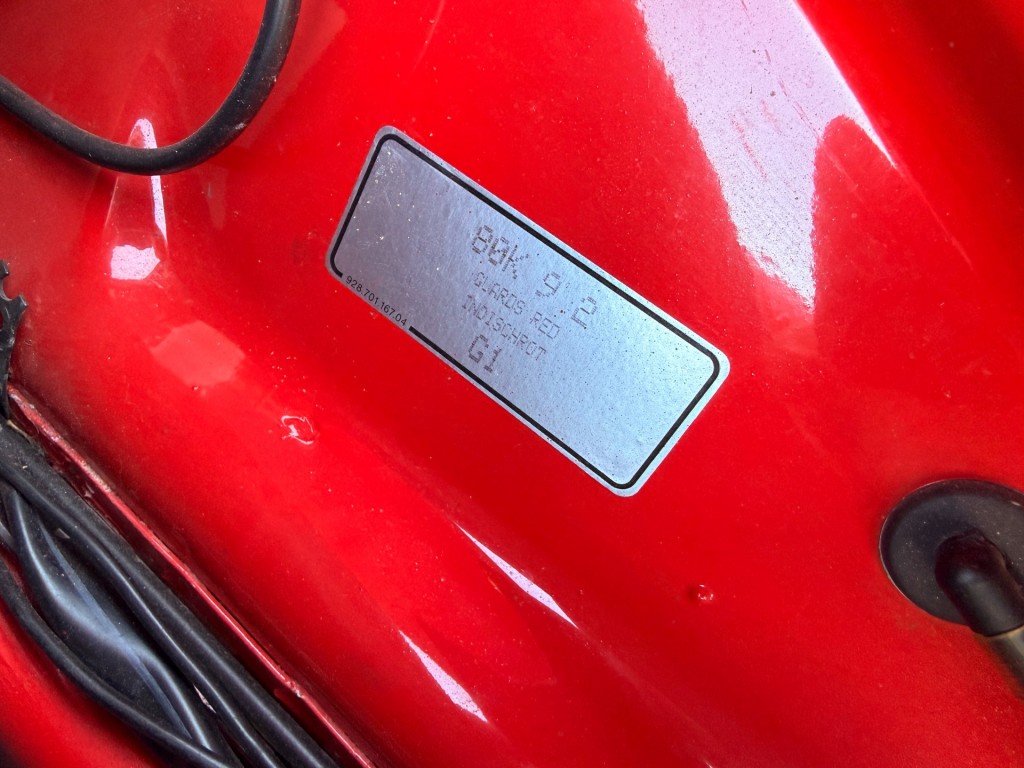 80K 9.2
GUARDS RED
INDISCHROT
G1
928.701.167.04